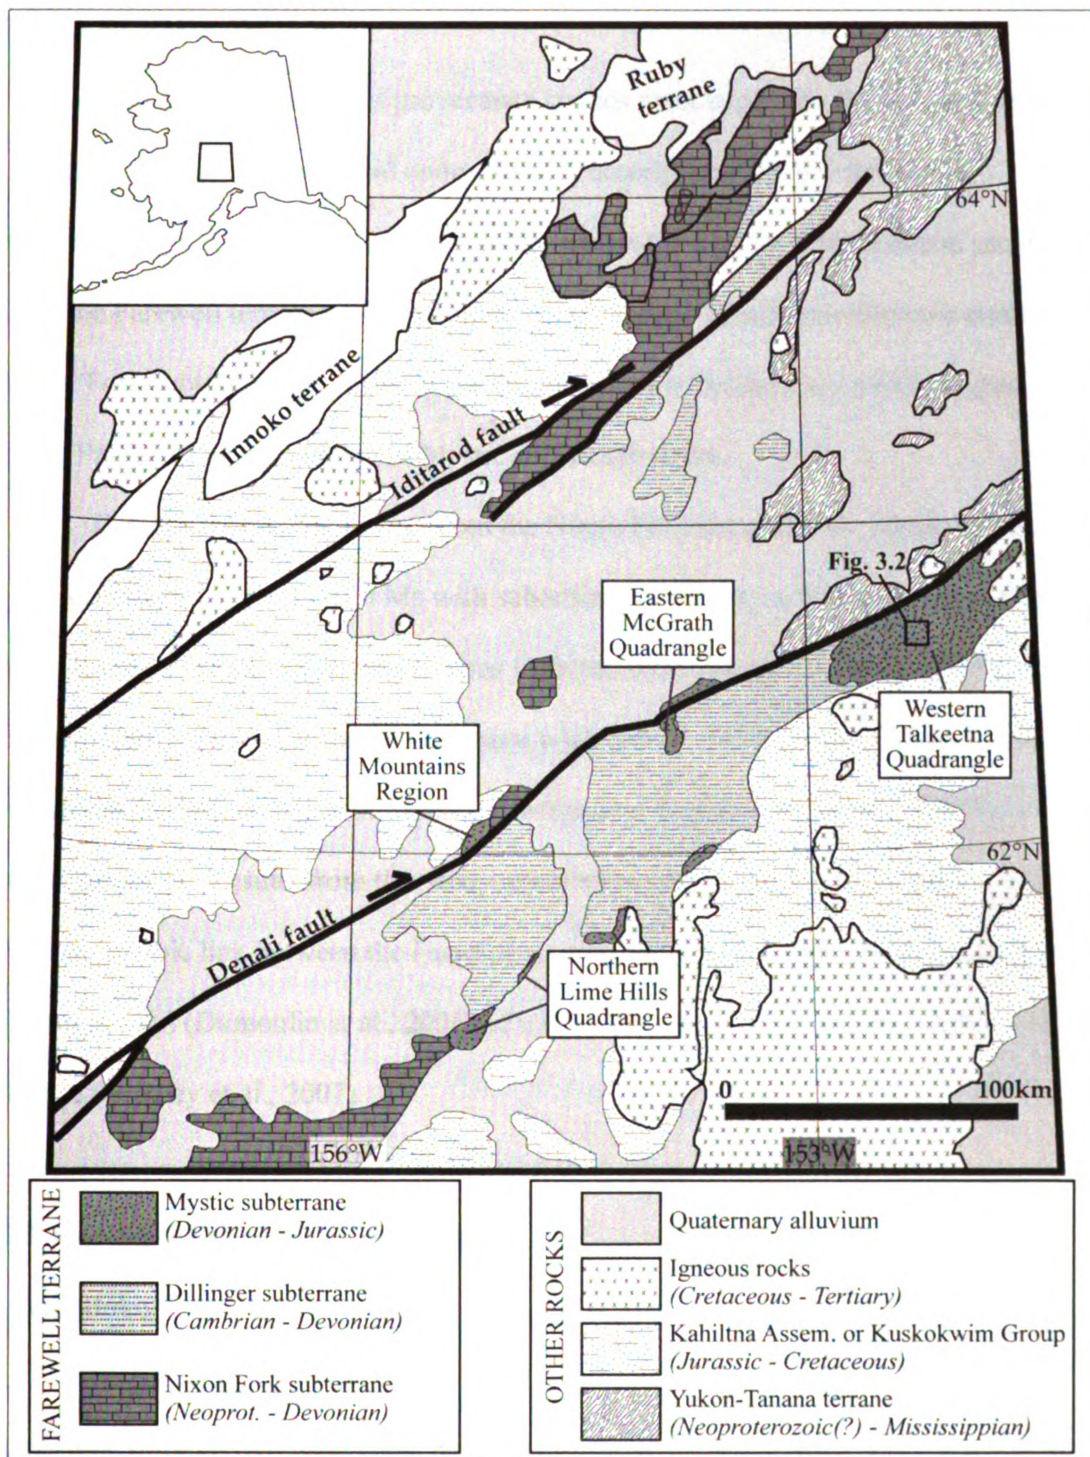 Ruby
terrane
64°N
Innoko terrane
Iditarod fault
Fig. 3.2
Eastern
McGrath
Quadrangle
Western
Talkeetna
Quadrangle
White
Mountains
Region
62°N
Denali fault
Northern
Lime Hills
Quadrangle
0 100km
156°W
153°W
FAREWELL TERRANE
Mystic subterrane
(Devonian - Jurassic)
Dillinger subterrane
(Cambrian - Devonian)
Nixon Fork subterrane
(Neoprot. - Devonian)
OTHER ROCKS
Quaternary alluvium
Igneous rocks
(Cretaceous - Tertiary)
Kahiltna Assem. or Kuskokwim Group
(Jurassic - Cretaceous)
Yukon-Tanana terrane
(Neoproterozoic(?) - Mississippian)